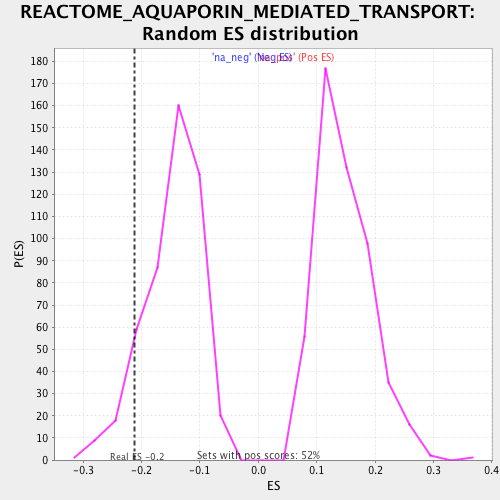 REACTOME_AQUAPORIN_MEDIATED_TRANSPORT:
Random ES distribution
'na_neg' (Neg ES) 'na_pos' (Pos ES)
180
170
160
150
140
130
120
110
100
90
80
70
60
50
40
30
20
10
0
P(ES)
Real ES -0.2
Sets with pos scores: 52%
-0.3 -0.2 -0.1 0.0 0.1 0.2 0.3 0.4
ES